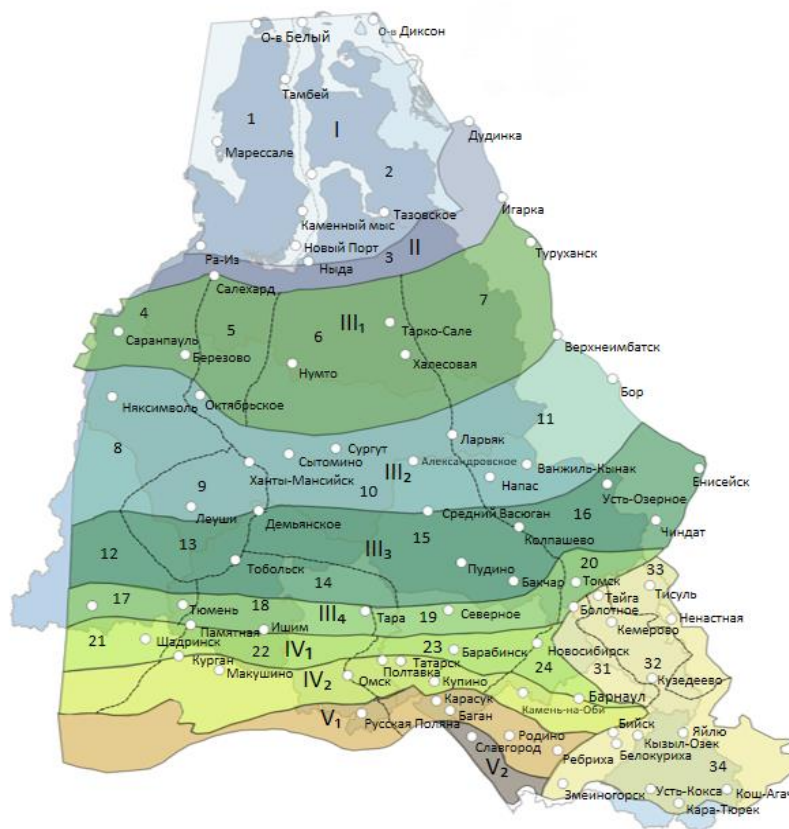 О-в Белый
О-в Диксон
Тамбей
1
I
Дудинка
Марессале
2
Игарка
Тазовское
Каменный мыс
Туруханск
Новый Порт
II
3
Ра-Из
Ныда
Салехард
7
4
5
6
III₁
Тарко-Сале
Саранпауль
Верхнеимбатск
Березово
Халесовая
Нумто
Бор
Няксимволь
Октябрьское
11
Ларьяк
8
Сургут
Сытомино
Александровское
Ванжиль-Кынак
Енисейск
III₂
Ханты-Мансийск
Напас
9
10
Усть-Озерное
Леуши
Демьянское
Средний Васюган
16
Чиндат
Колпашево
15
12
13
III₃
Тобольск
Пудино
20
33
14
Бакчар
Томск
Тисуль
Тайга
17
18
Тюмень
III₄
Тара
19
Северное
Болотное
Ненастная
Памятная
Ишим
Кемерово
21
Шадринск
22
IV₁
23
Барабинск
Новосибирск
Курган
Татарск
24
31
32
Макушино
IV₂
Омск
Полтавка
Купино
Кузедеево
Карасук
Камень-на-Оби
Барнаул
V₁
Русская Поляна
Баган
Бийск
Яйлю
Славгород
Родино
Кызыл-Озек
Ребриха
Белокуриха
V₂
34
Змеиногорск
Усть-Кокса
Кош-Агач
Кара-Тюрек